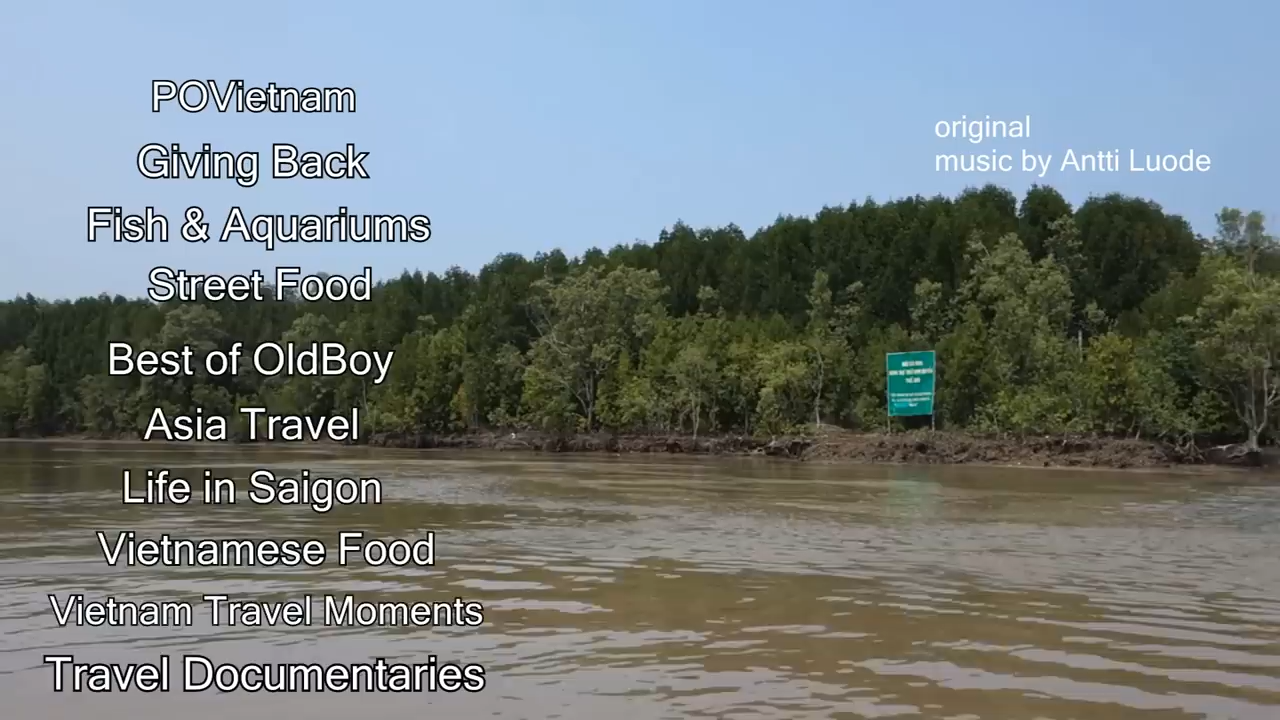 POVietnam
Giving Back
Fish & Aquariums
Street Food
Best of OldBoy
Asia Travel
Life in Saigon
Vietnamese Food
Vietnam Travel Moments
Travel Documentaries
original
music by Antti Luode